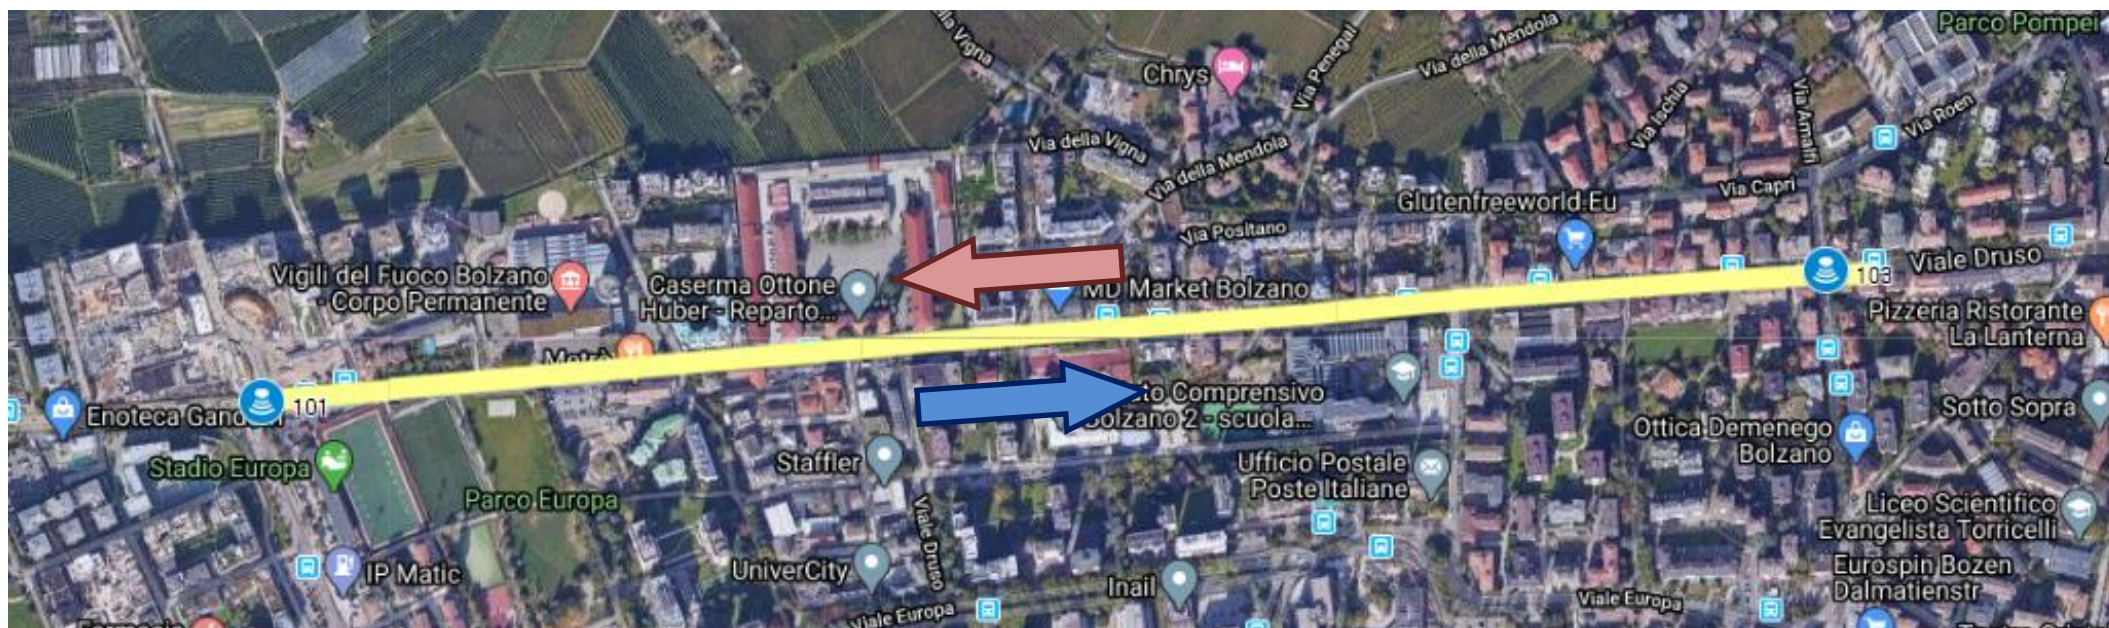 Parco Pompei
Via della Mendola
lla Vigna
Chrys
Via Penegal
Via Ischia
Via Amalfi
Via Roen
Via della Vigna
Via della Mendola
Via Capri
Glutenfreeworld.Eu
Via Positano
Viale Druso
Vigili del Fuoco Bolzano
- Corpo Permanente
Caserma Ottone
Huber - Reparto...
MD Market Bolzano
103
Pizzeria Ristorante
La Lanterna
101
Enoteca
to Comprensivo
Bolzano 2 - scuola...
Sotto Sopra
Ottica Demenego
Bolzano
Stadio Europa
Staffler
Ufficio Postale
Poste Italiane
Parco Europa
Viale Druso
Liceo Scientifico
Evangelista Torricelli
IP Matic
UniverCity
Inail
Eurospin Bozen
Dalmatienstr
Viale Europa
Viale Europa